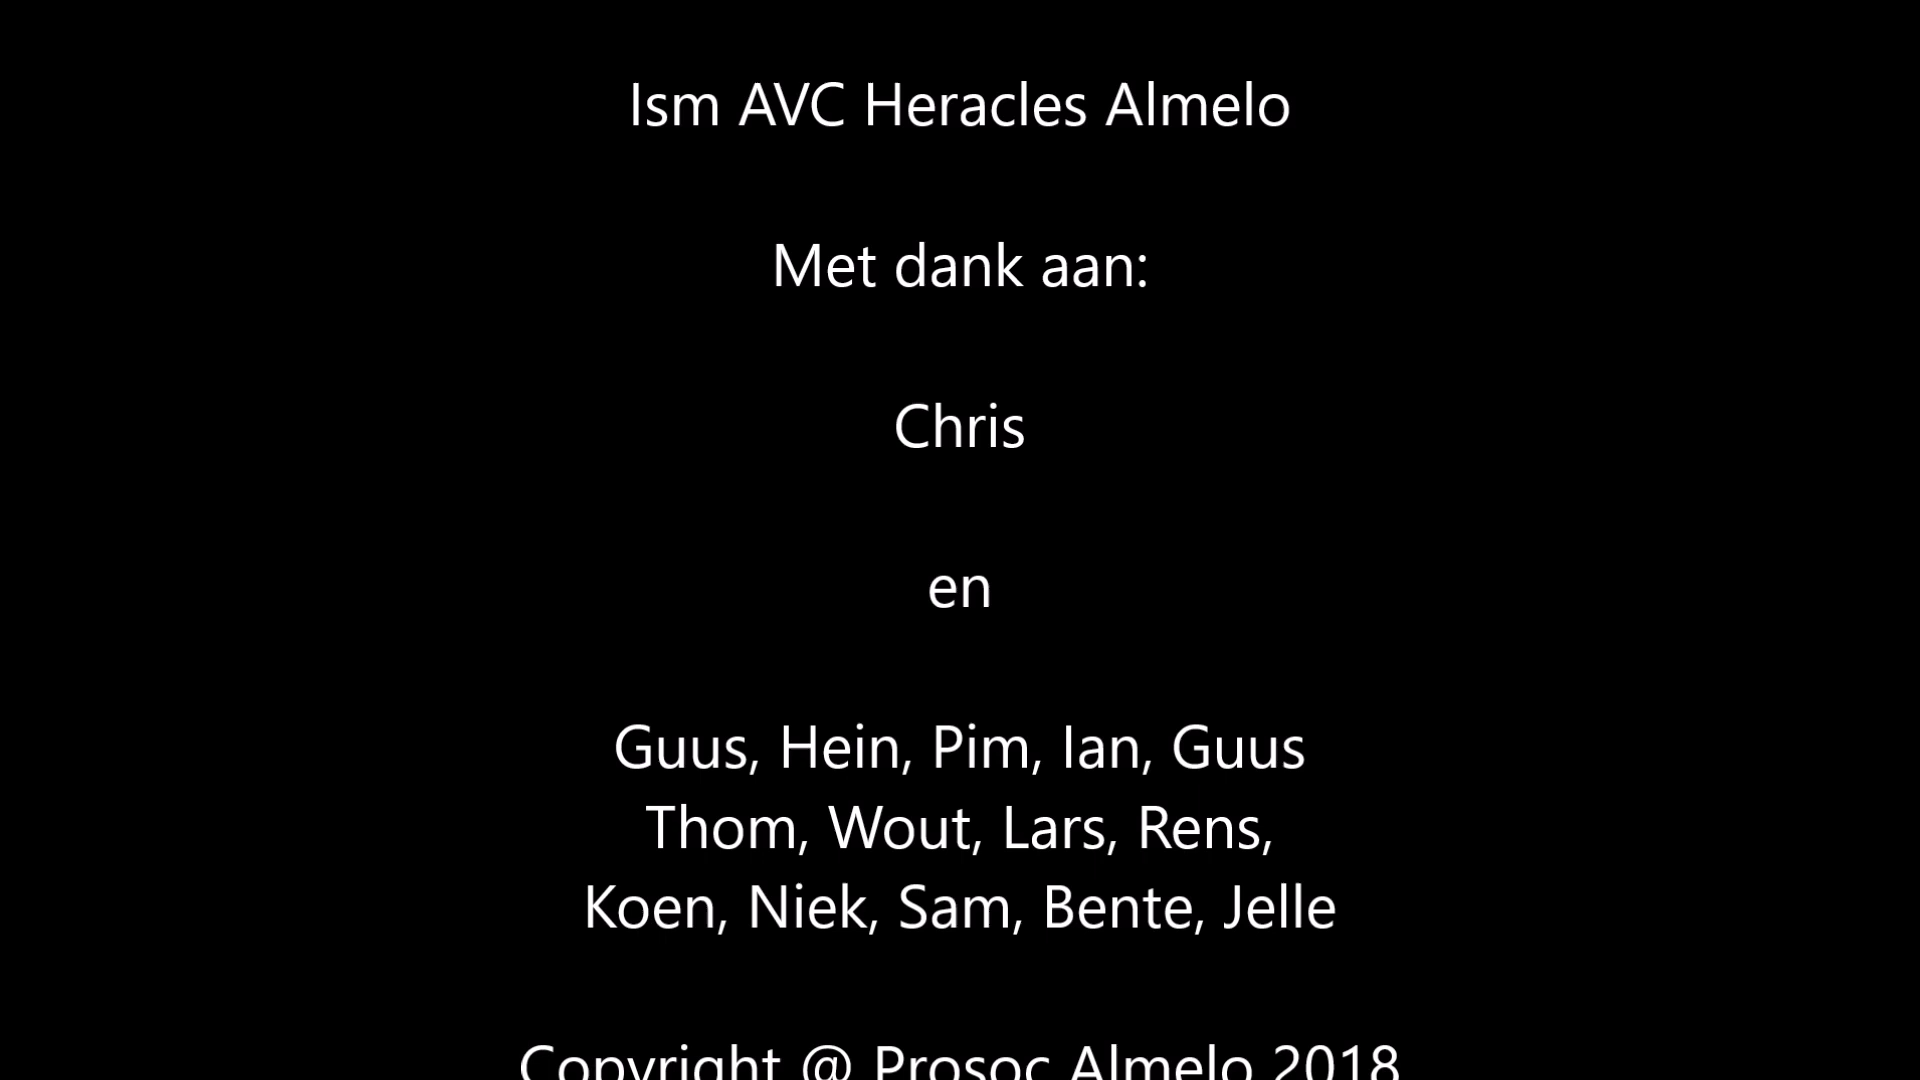 Ism AVC Heracles Almelo
Met dank aan:
Chris
en
Guus, Hein, Pim, Ian, Guus
Thom, Wout, Lars, Rens,
Koen, Niek, Sam, Bente, Jelle
Copyright @ Prosoc Almelo 2018